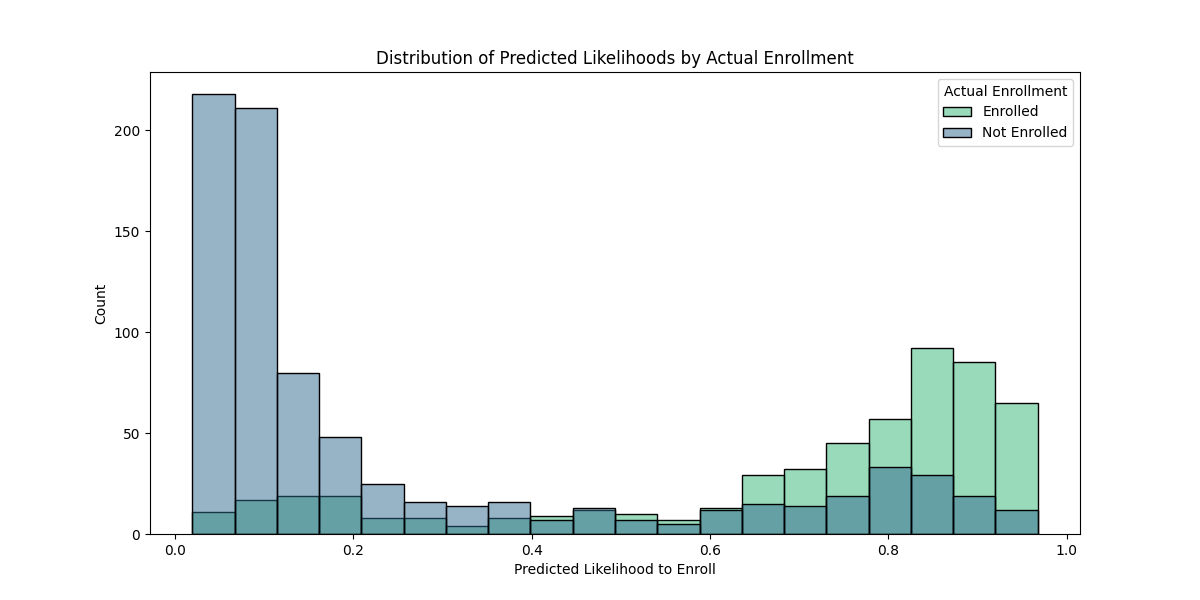 Distribution of Predicted Likelihoods by Actual Enrollment
Actual Enrollment
Enrolled
Not Enrolled
200
150
100
50
0
Count
0.0 0.2 0.4 0.6 0.8 1.0
Predicted Likelihood to Enroll